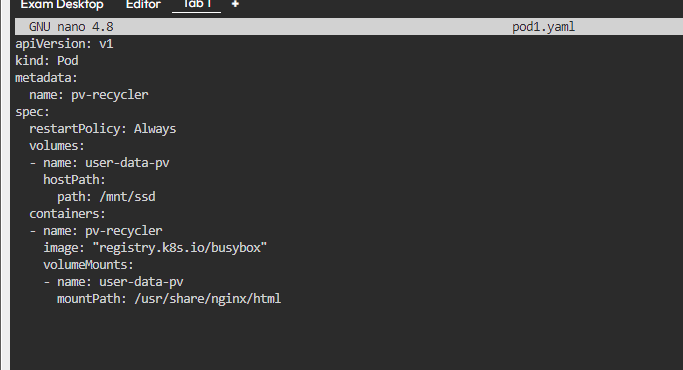 Exam Desktop Editor Tab 1 +
GNU nano 4.8 pod1.yaml
apiVersion: v1
kind: Pod
metadata:
  name: pv-recycler
spec:
  restartPolicy: Always
  volumes:
  - name: user-data-pv
    hostPath:
      path: /mnt/ssd
  containers:
  - name: pv-recycler
    image: "registry.k8s.io/busybox"
    volumeMounts:
    - name: user-data-pv
      mountPath: /usr/share/nginx/html